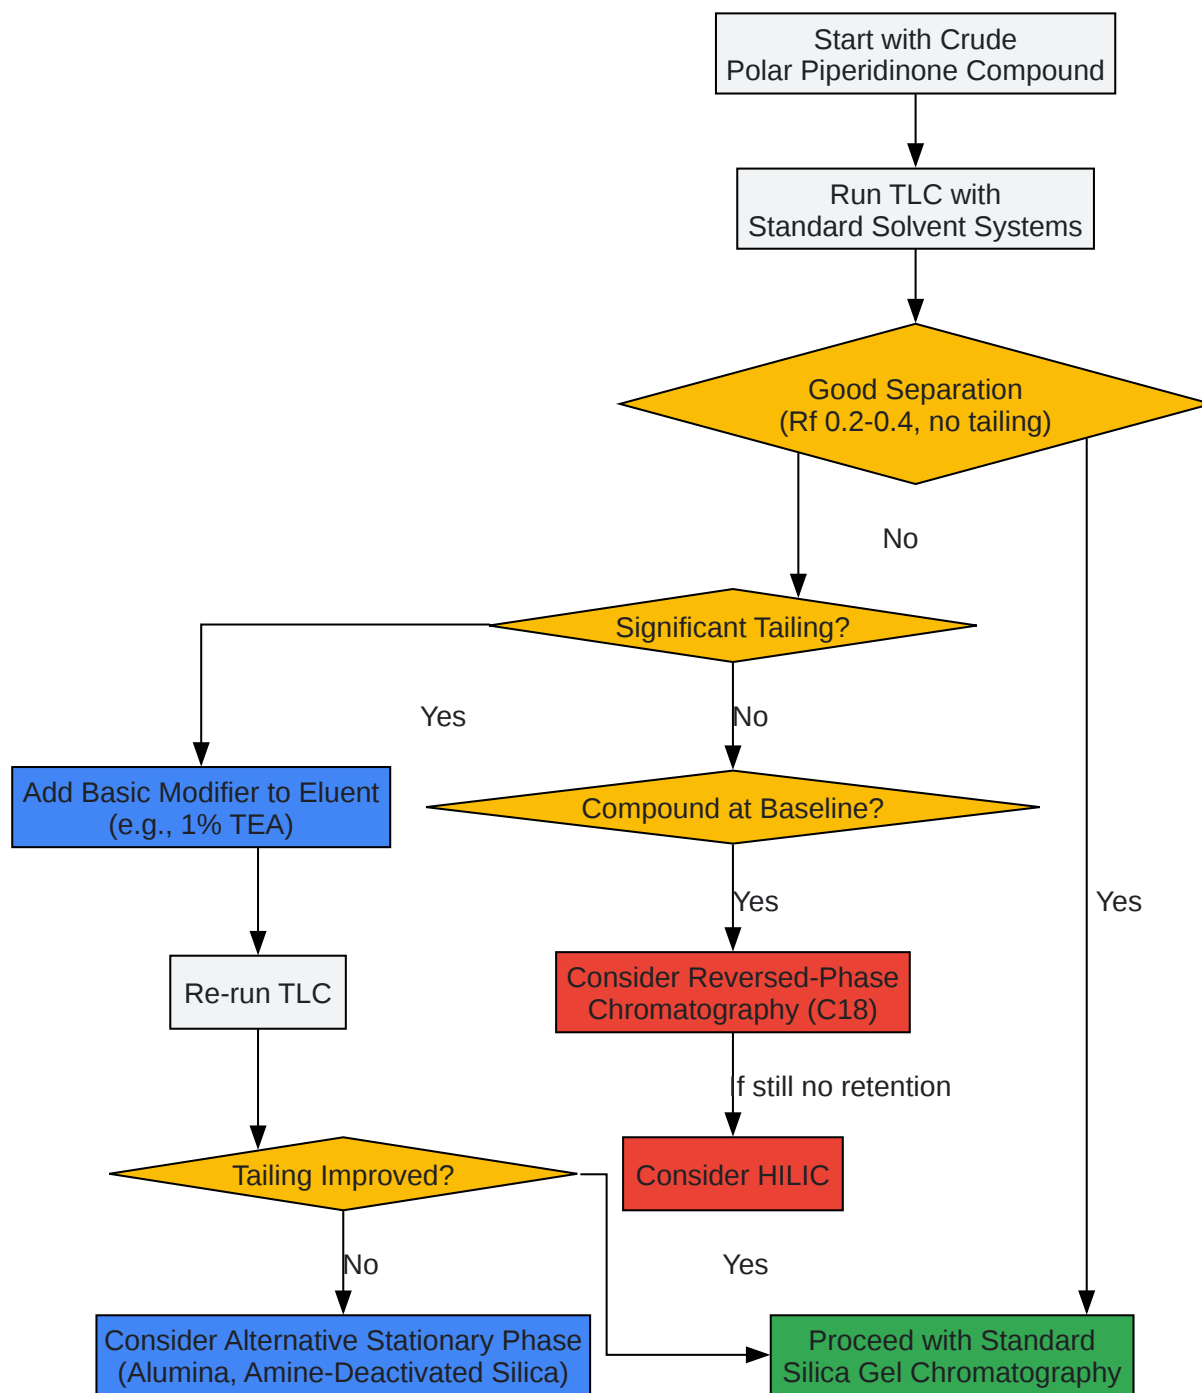 Start with Crude
Polar Piperidinone Compound
Run TLC with
Standard Solvent Systems
Good Separation
(Rf 0.2-0.4, no tailing)
No
Significant Tailing?
Yes
No
Add Basic Modifier to Eluent
(e.g., 1% TEA)
Compound at Baseline?
Yes
Yes
Re-run TLC
Consider Reversed-Phase
Chromatography (C18)
If still no retention
Tailing Improved?
Consider HILIC
No
Yes
Consider Alternative Stationary Phase
(Alumina, Amine-Deactivated Silica)
Proceed with Standard
Silica Gel Chromatography